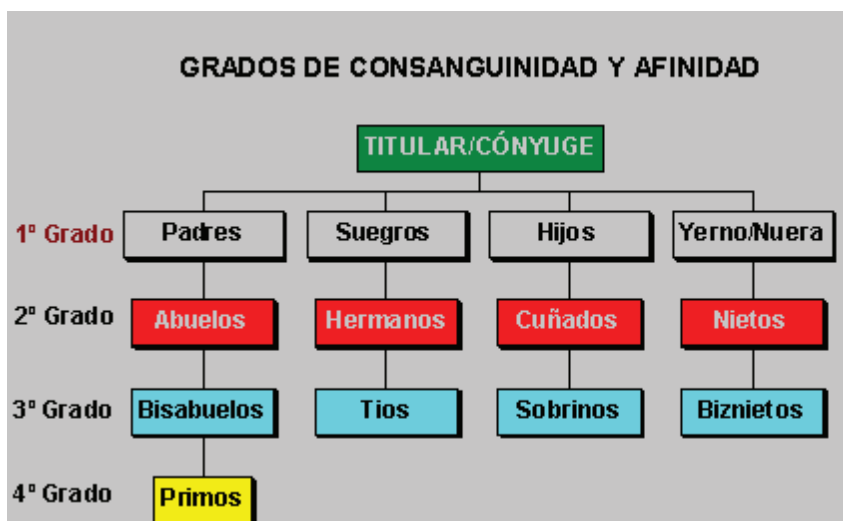 GRADOS DE CONSANGUINIDAD Y AFINIDAD
TITULAR/CÓNYUGE
1º Grado Padres Suegros Hijos Yerno/Nuera
2º Grado Abuelos Hermanos Cuñados Nietos
3º Grado Bisabuelos Tios Sobrinos Biznietos
4º Grado Primos